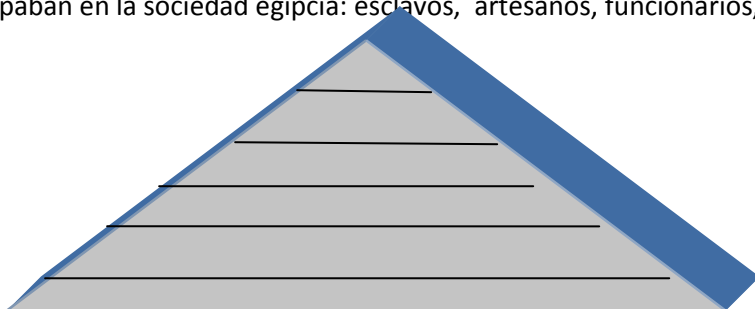 paban en la sociedad egipcia: esclavos, artesanos, funcionarios,